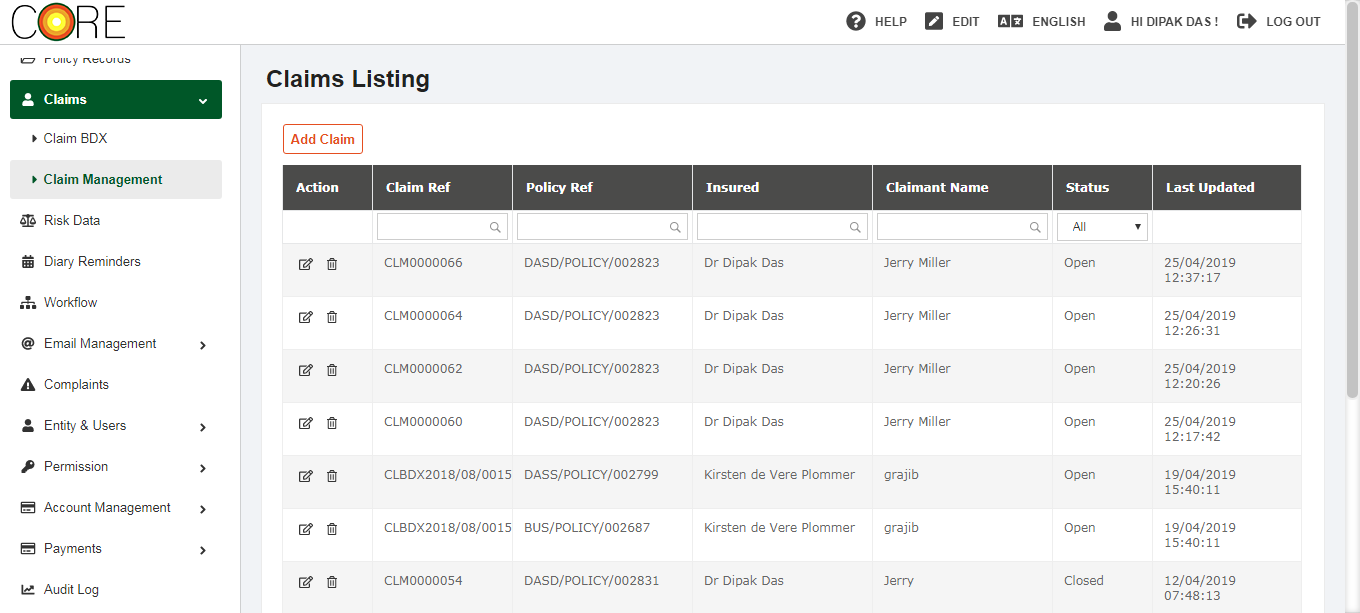 CORE
HELP
EDIT
ENGLISH
HI DIPAK DAS !
LOG OUT
Policy Records
Claims
Claim BDX
Claim Management
Risk Data
Diary Reminders
Workflow
Email Management
Complaints
Entity & Users
Permission
Account Management
Payments
Audit Log
Claims Listing
Add Claim
Action Claim Ref Policy Ref Insured Claimant Name Status Last Updated
All
CLM0000066 DASD/POLICY/002823 Dr Dipak Das Jerry Miller Open 25/04/2019
12:37:17
CLM0000064 DASD/POLICY/002823 Dr Dipak Das Jerry Miller Open 25/04/2019
12:26:31
CLM0000062 DASD/POLICY/002823 Dr Dipak Das Jerry Miller Open 25/04/2019
12:20:26
CLM0000060 DASD/POLICY/002823 Dr Dipak Das Jerry Miller Open 25/04/2019
12:17:42
CLBDX2018/08/0015 DASS/POLICY/002799 Kirsten de Vere Plommer grajib Open 19/04/2019
15:40:11
CLBDX2018/08/0015 BUS/POLICY/002687 Kirsten de Vere Plommer grajib Open 19/04/2019
15:40:11
CLM0000054 DASD/POLICY/002831 Dr Dipak Das Jerry Closed 12/04/2019
07:48:13